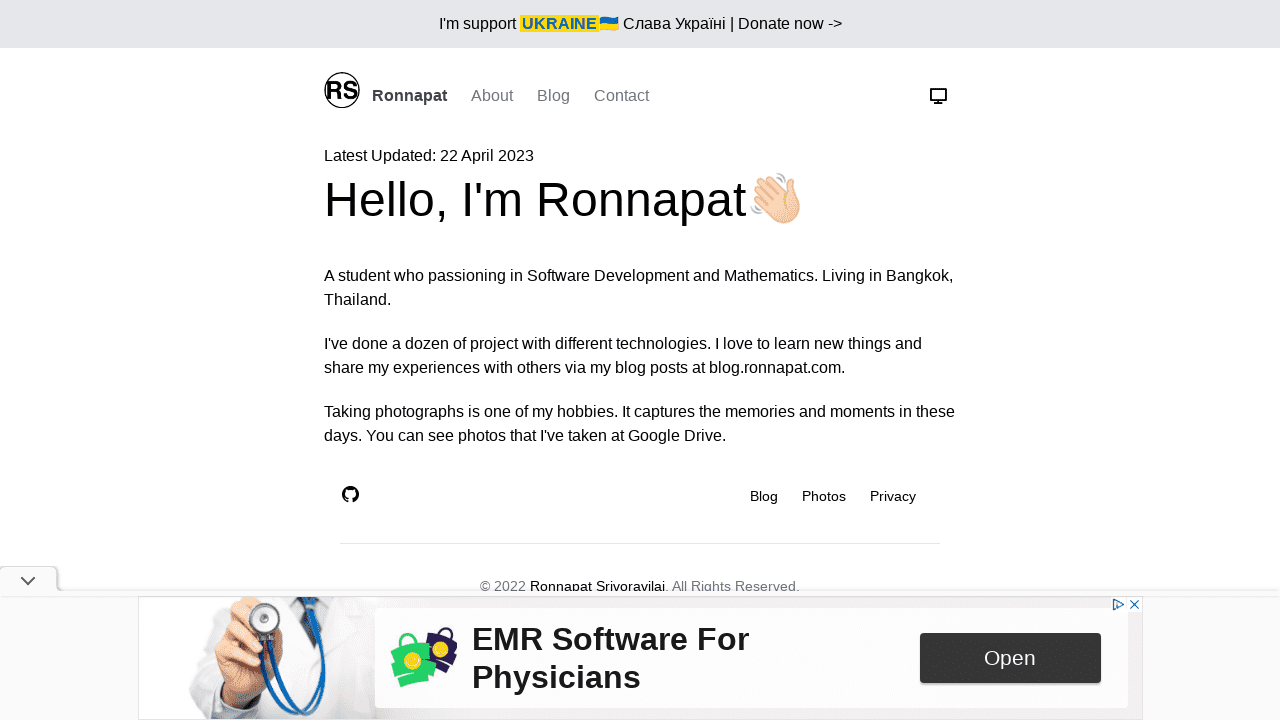 I'm support UKRAINE🇺🇦 Слава Україні | Donate now ->
RS Ronnapat About Blog Contact
Latest Updated: 22 April 2023
Hello, I'm Ronnapat👋🏻
A student who passioning in Software Development and Mathematics. Living in Bangkok,
Thailand.
I've done a dozen of project with different technologies. I love to learn new things and
share my experiences with others via my blog posts at blog.ronnapat.com.
Taking photographs is one of my hobbies. It captures the memories and moments in these
days. You can see photos that I've taken at Google Drive.
Blog Photos Privacy
© 2022 Ronnapat Srivoravilai. All Rights Reserved.
EMR Software For
Physicians
Open